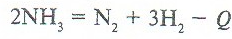 2NH₃ = N₂ + 3H₂ – Q